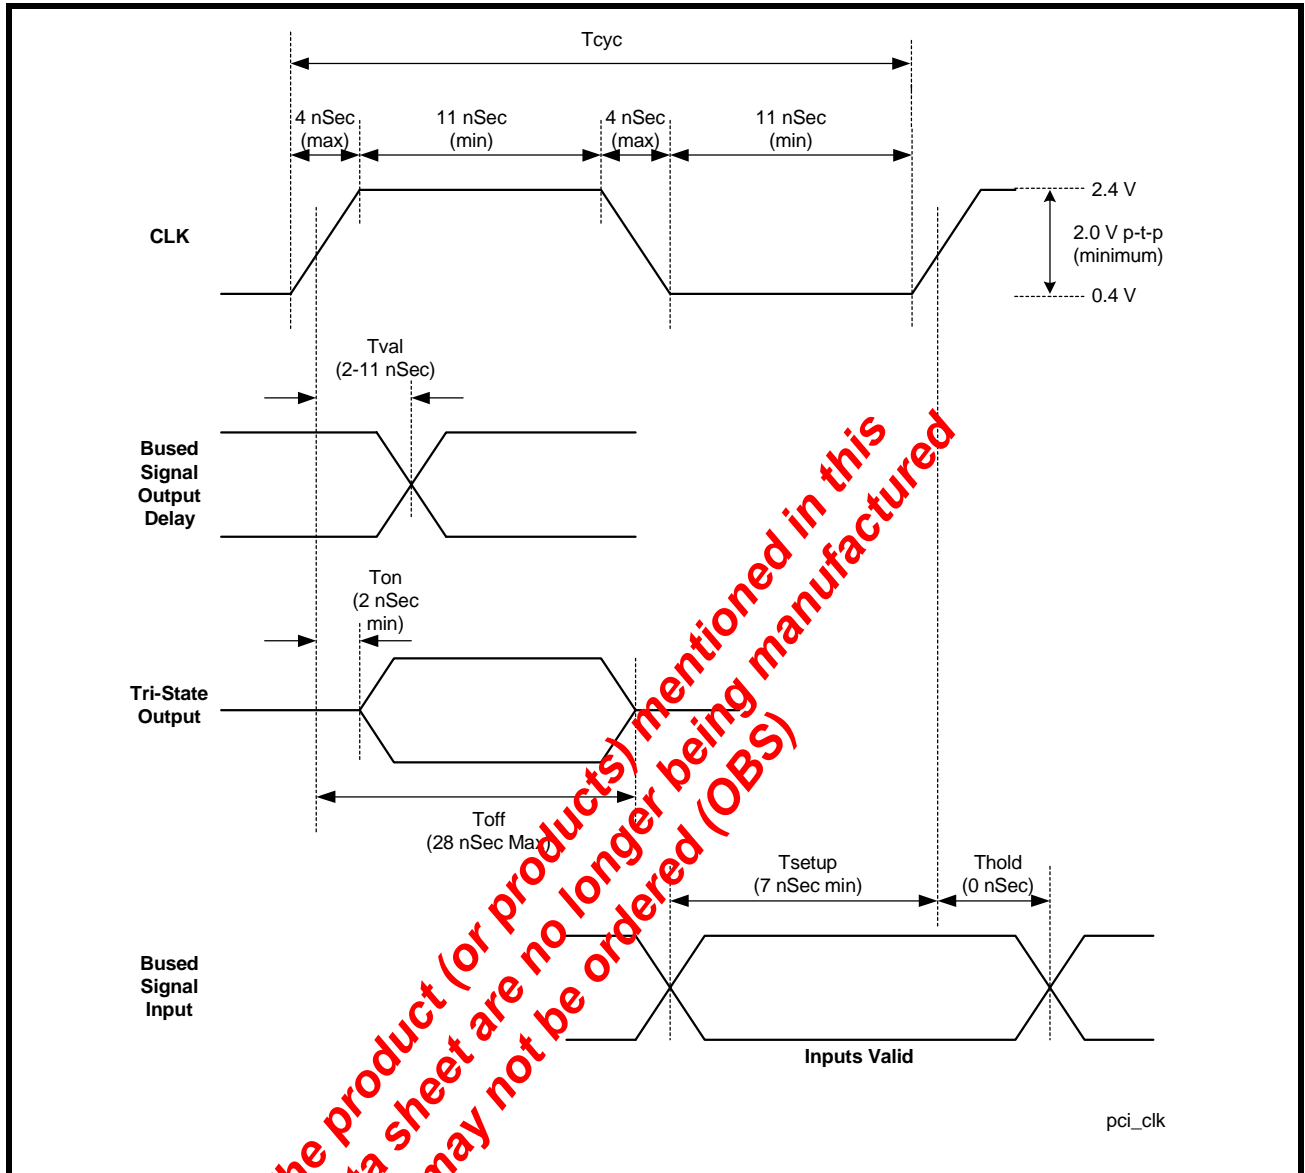 Tcyc
4 nSec
(max)
11 nSec
(min)
4 nSec
(max)
11 nSec
(min)
CLK
2.4 V
2.0 V p-t-p
(minimum)
0.4 V
Tval
(2-11 nSec)
Bused
Signal
Output
Delay
Ton
(2 nSec
min)
Tri-State
Output
Toff
(28 nSec Max)
Tsetup
(7 nSec min)
Thold
(0 nSec)
Bused
Signal
Input
Inputs Valid
pci_clk
he product (or products) mentioned in this
ta sheet are no longer being manufactured
may not be ordered (OBS)